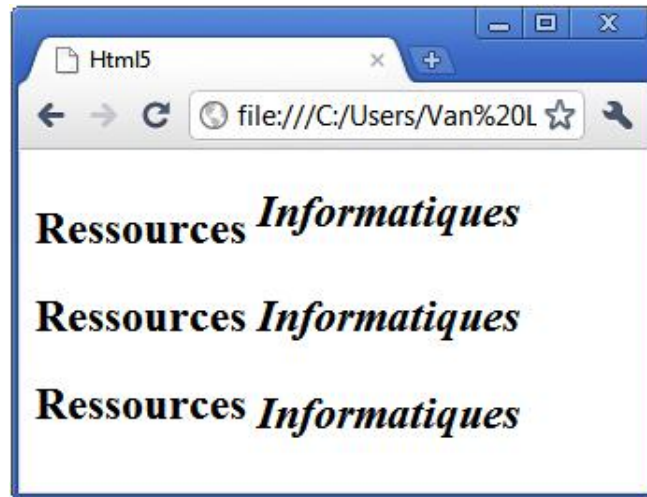 Html5
file:///C:/Users/Van%20L
Ressources Informatiques
Ressources Informatiques
Ressources Informatiques